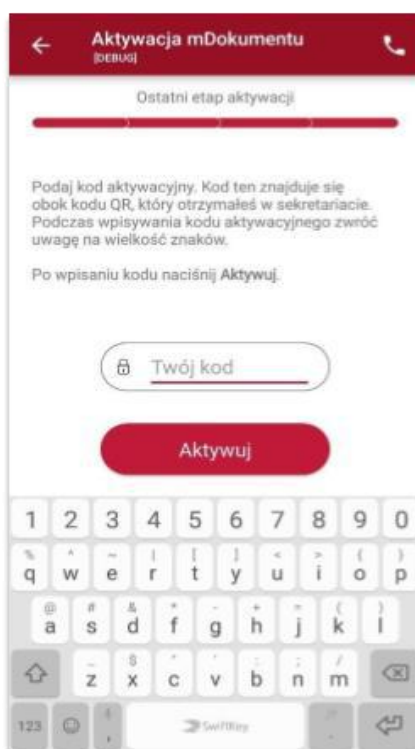 Aktywacja mDokumentu
[DEBUG]
Ostatni etap aktywacji
Podaj kod aktywacyjny. Kod ten znajduje się
obok kodu QR, który otrzymałeś w sekretariacie.
Podczas wpisywania kodu aktywacyjnego zwróć
uwagę na wielkość znaków.
Po wpisaniu kodu naciśnij Aktywuj.
Twój kod
Aktywuj
1 2 3 4 5 6 7 8 9 0
q w e r t y u i o p
a s d f g h j k l
z x c v b n m
123 , SwiftKey